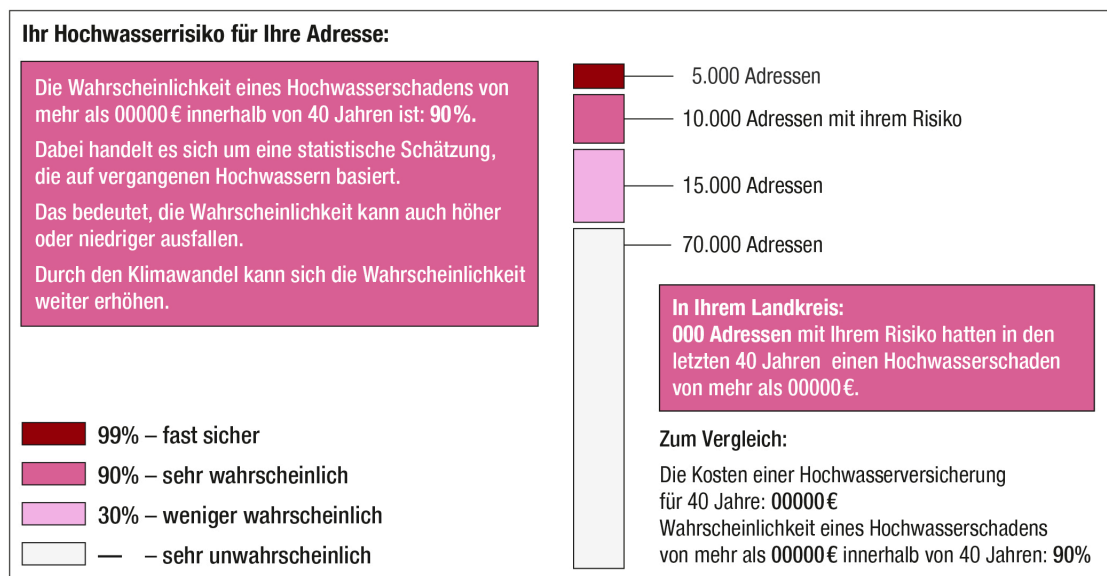 Ihr Hochwasserrisiko für Ihre Adresse:
Die Wahrscheinlichkeit eines Hochwasserschadens von
mehr als 00000 € innerhalb von 40 Jahren ist: 90%.
Dabei handelt es sich um eine statistische Schätzung,
die auf vergangenen Hochwassern basiert.
Das bedeutet, die Wahrscheinlichkeit kann auch höher
oder niedriger ausfallen.
Durch den Klimawandel kann sich die Wahrscheinlichkeit
weiter erhöhen.
99% – fast sicher
90% – sehr wahrscheinlich
30% – weniger wahrscheinlich
— – sehr unwahrscheinlich
5.000 Adressen
10.000 Adressen mit ihrem Risiko
15.000 Adressen
70.000 Adressen
In Ihrem Landkreis:
000 Adressen mit Ihrem Risiko hatten in den
letzten 40 Jahren einen Hochwasserschaden
von mehr als 00000 €.
Zum Vergleich:
Die Kosten einer Hochwasserversicherung
für 40 Jahre: 00000 €
Wahrscheinlichkeit eines Hochwasserschadens
von mehr als 00000 € innerhalb von 40 Jahren: 90%